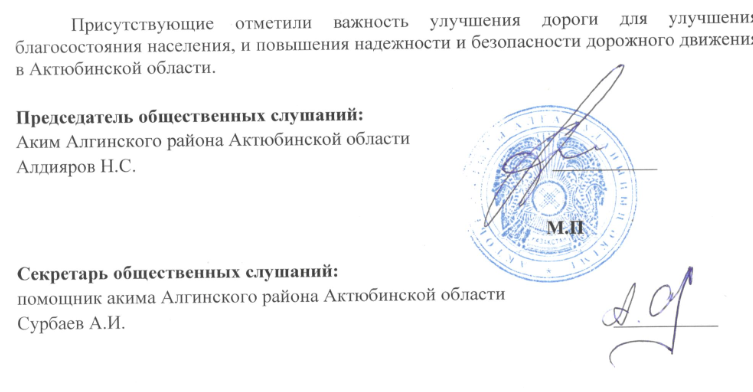 Присутствующие отметили важность улучшения дороги для улучшения
благосостояния населения, и повышения надежности и безопасности дорожного движения
в Актюбинской области.
Председатель общественных слушаний:
Аким Алгинского района Актюбинской области
Алдияров Н.С.
М.П
Секретарь общественных слушаний:
помощник акима Алгинского района Актюбинской области
Сурбаев А.И.